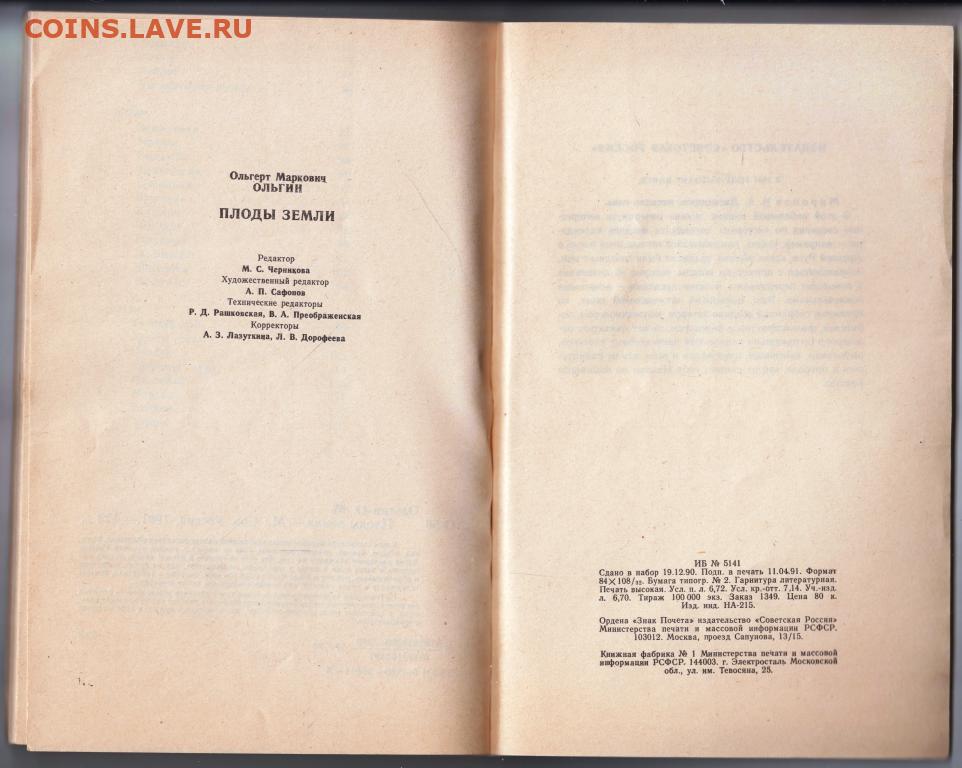 COINS.LAVE.RU
Ольгерт Маркович
ОЛЬГИН
ПЛОДЫ ЗЕМЛИ
Редактор
М. С. Черникова
Художественный редактор
А. П. Сафонов
Технические редакторы
Р. Д. Рашковская, В. А. Преображенская
Корректоры
А. З. Лазуткина, Л. В. Дорофеева
ИБ № 5141
Сдано в набор 19.12.90. Подп. в печать 11.04.91. Формат
84×108/32. Бумага типогр. № 2. Гарнитура литературная.
Печать высокая. Усл. п. л. 6,72. Усл. кр.-отт. 7,14. Уч.-изд.
л. 6,70. Тираж 100 000 экз. Заказ 1349. Цена 80 к.
Изд. инд. НА-215.
Ордена «Знак Почета» издательство «Советская Россия»
Министерства печати и массовой информации РСФСР.
103012. Москва, проезд Сапунова, 13/15.
Книжная фабрика № 1 Министерства печати и массовой
информации РСФСР. 144003. г. Электросталь Московской
обл., ул. им. Тевосяна, 25.